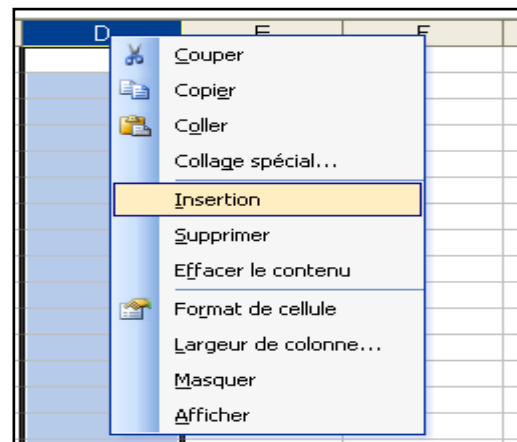 D E F
Couper
Copier
Coller
Collage spécial...
Insertion
Supprimer
Effacer le contenu
Format de cellule
Largeur de colonne...
Masquer
Afficher